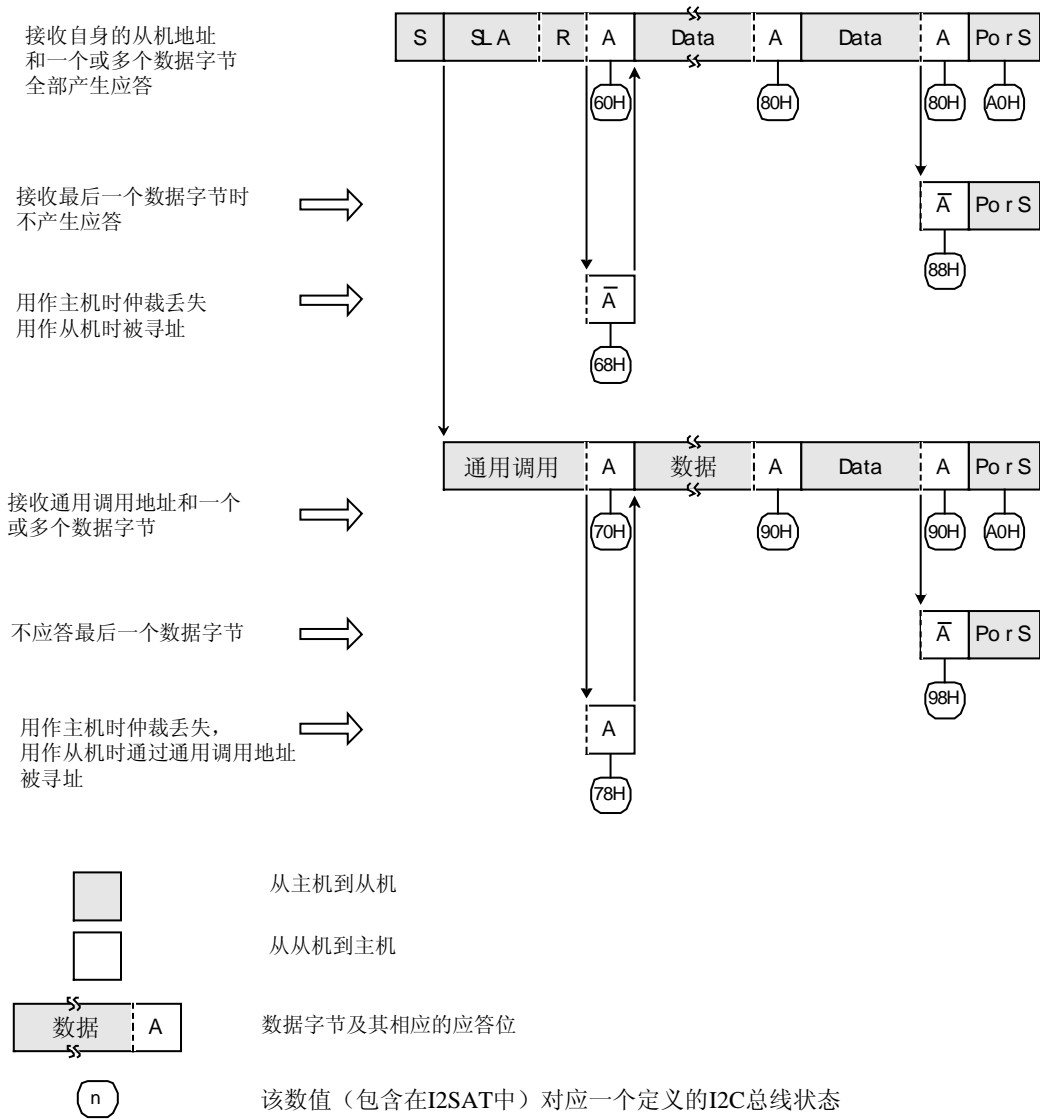 接收自身的从机地址
和一个或多个数据字节
全部产生应答
S SLA R A Data A Data A PorS
60H 80H 80H A0H
接收最后一个数据字节时
不产生应答
A̅ PorS
88H
用作主机时仲裁丢失
用作从机时被寻址
A̅
68H
通用调用 A 数据 A Data A PorS
接收通用调用地址和一个
或多个数据字节
70H 90H 90H A0H
不应答最后一个数据字节
A̅ PorS
98H
用作主机时仲裁丢失，
用作从机时通过通用调用地址
被寻址
A
78H
从主机到从机
从从机到主机
数据 A
数据字节及其相应的应答位
n
该数值（包含在I2SAT中）对应一个定义的I2C总线状态